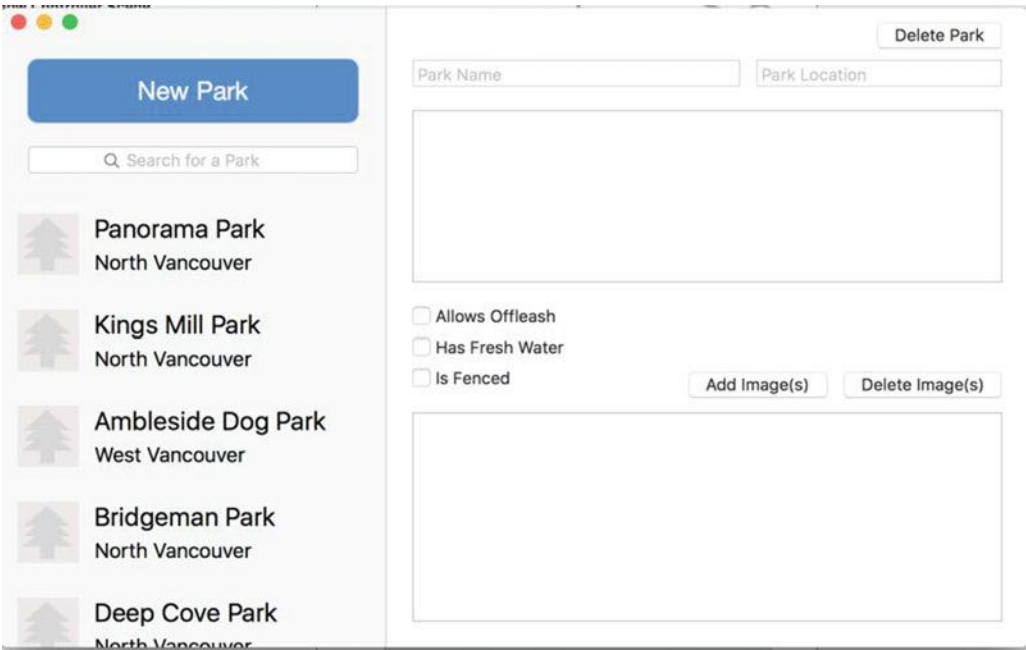 Delete Park
New Park
Park Name
Park Location
Search for a Park
Panorama Park
North Vancouver
Kings Mill Park
North Vancouver
Ambleside Dog Park
West Vancouver
Bridgeman Park
North Vancouver
Deep Cove Park
North Vancouver
Allows Offleash
Has Fresh Water
Is Fenced
Add Image(s)
Delete Image(s)